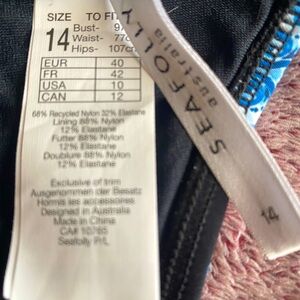 SIZE TO FIT
14 Bust-
Waist-
Hips- 107cm
EUR 40
FR 42
USA 10
CAN 12
68% Recycled Nylon 32% Elastane
Lining 88% Nylon
12% Elastane
Futter 88% Nylon
12% Elastane
Doublure 88% Nylon
12% Elastane
Exclusive of trim
Ausgenommen der Besatz
Hormis les accessoires
Designed in Australia
Made in China
CA# 10765
Seafolly P/L
SEAFOLLY
australia
14